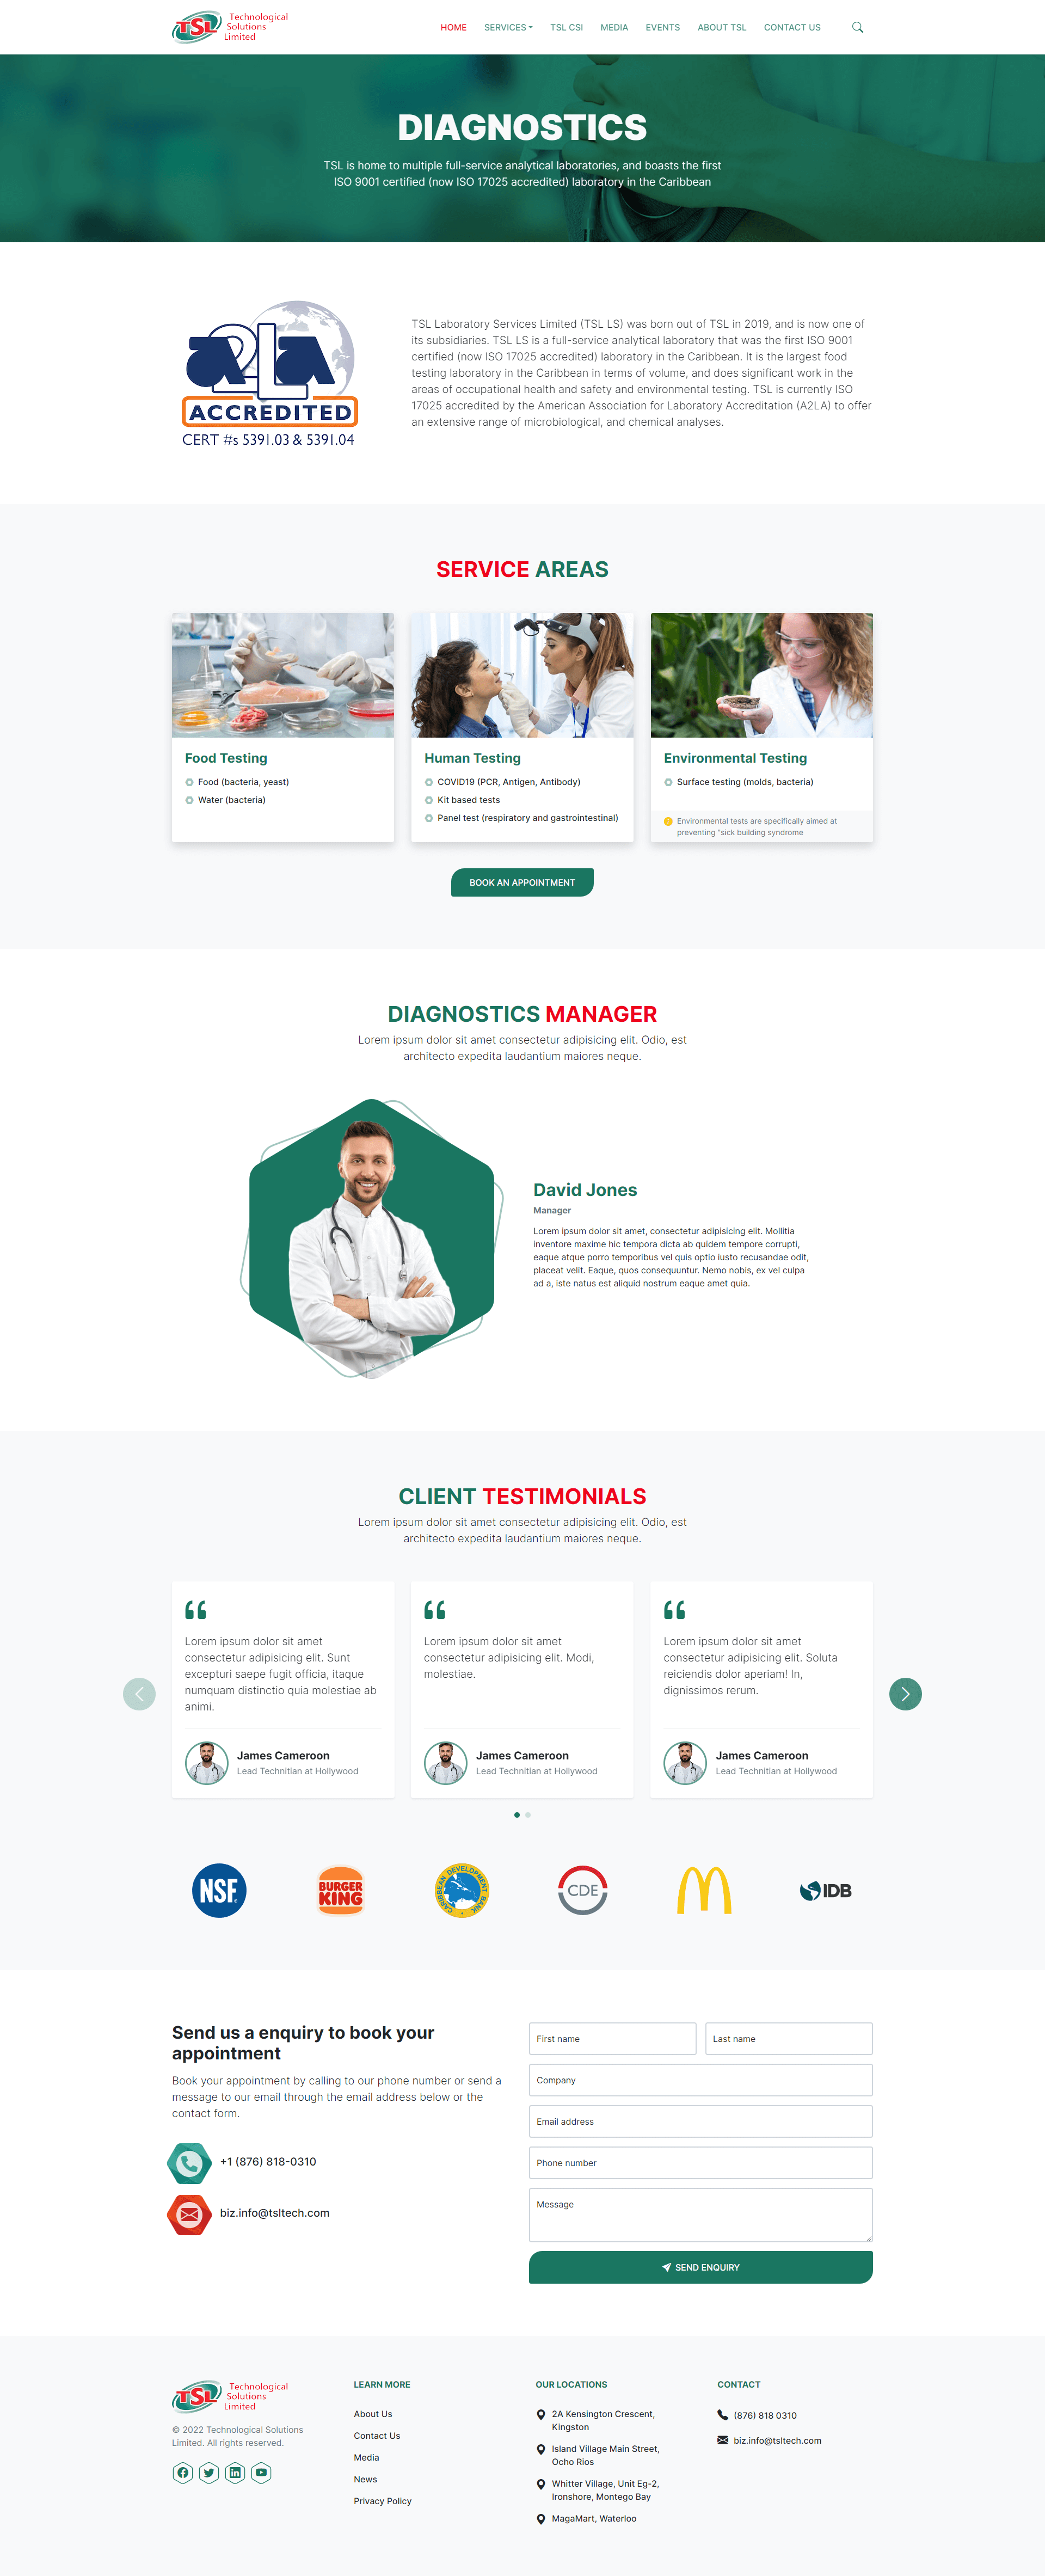 TSL Technological
Solutions
Limited
HOME SERVICES TSL CSI MEDIA EVENTS ABOUT TSL CONTACT US
DIAGNOSTICS
TSL is home to multiple full-service analytical laboratories, and boasts the first
ISO 9001 certified (now ISO 17025 accredited) laboratory in the Caribbean
a2la
ACCREDITED
CERT #s 5391.03 & 5391.04
TSL Laboratory Services Limited (TSL LS) was born out of TSL in 2019, and is now one of
its subsidiaries. TSL LS is a full-service analytical laboratory that was the first ISO 9001
certified (now ISO 17025 accredited) laboratory in the Caribbean. It is the largest food
testing laboratory in the Caribbean in terms of volume, and does significant work in the
areas of occupational health and safety and environmental testing. TSL is currently ISO
17025 accredited by the American Association for Laboratory Accreditation (A2LA) to offer
an extensive range of microbiological, and chemical analyses.
SERVICE AREAS
Food Testing
Food (bacteria, yeast)
Water (bacteria)
Human Testing
COVID19 (PCR, Antigen, Antibody)
Kit based tests
Panel test (respiratory and gastrointestinal)
Environmental Testing
Surface testing (molds, bacteria)
Environmental tests are specifically aimed at
preventing "sick building syndrome
BOOK AN APPOINTMENT
DIAGNOSTICS MANAGER
Lorem ipsum dolor sit amet consectetur adipisicing elit. Odio, est
architecto expedita laudantium maiores neque.
David Jones
Manager
Lorem ipsum dolor sit amet, consectetur adipisicing elit. Mollitia
inventore maxime hic tempora dicta ab quidem tempore corrupti,
eaque atque porro temporibus vel quis optio iusto recusandae odit,
placeat velit. Eaque, quos consequuntur. Nemo nobis, ex vel culpa
ad a, iste natus est aliquid nostrum eaque amet quia.
CLIENT TESTIMONIALS
Lorem ipsum dolor sit amet consectetur adipisicing elit. Odio, est
architecto expedita laudantium maiores neque.
Lorem ipsum dolor sit amet
consectetur adipisicing elit. Sunt
excepturi saepe fugit officia, itaque
numquam distinctio quia molestiae ab
animi.
James Cameron
Lead Technitian at Hollywood
Lorem ipsum dolor sit amet
consectetur adipisicing elit. Modi,
molestiae.
James Cameron
Lead Technitian at Hollywood
Lorem ipsum dolor sit amet
consectetur adipisicing elit. Soluta
reiciendis dolor aperiam! In,
dignissimos rerum.
James Cameron
Lead Technitian at Hollywood
NSF
BURGER
KING
CARIBBEAN DEVELOPMENT BANK
CDE
IDB
Send us a enquiry to book your
appointment
Book your appointment by calling to our phone number or send a
message to our email through the email address below or the
contact form.
+1 (876) 818-0310
biz.info@tsltech.com
First name
Last name
Company
Email address
Phone number
Message
SEND ENQUIRY
TSL Technological
Solutions
Limited
© 2022 Technological Solutions
Limited. All rights reserved.
LEARN MORE
About Us
Contact Us
Media
News
Privacy Policy
OUR LOCATIONS
2A Kensington Crescent,
Kingston
Island Village Main Street,
Ocho Rios
Whitter Village, Unit Eg-2,
Ironshore, Montego Bay
MagaMart, Waterloo
CONTACT
(876) 818 0310
biz.info@tsltech.com